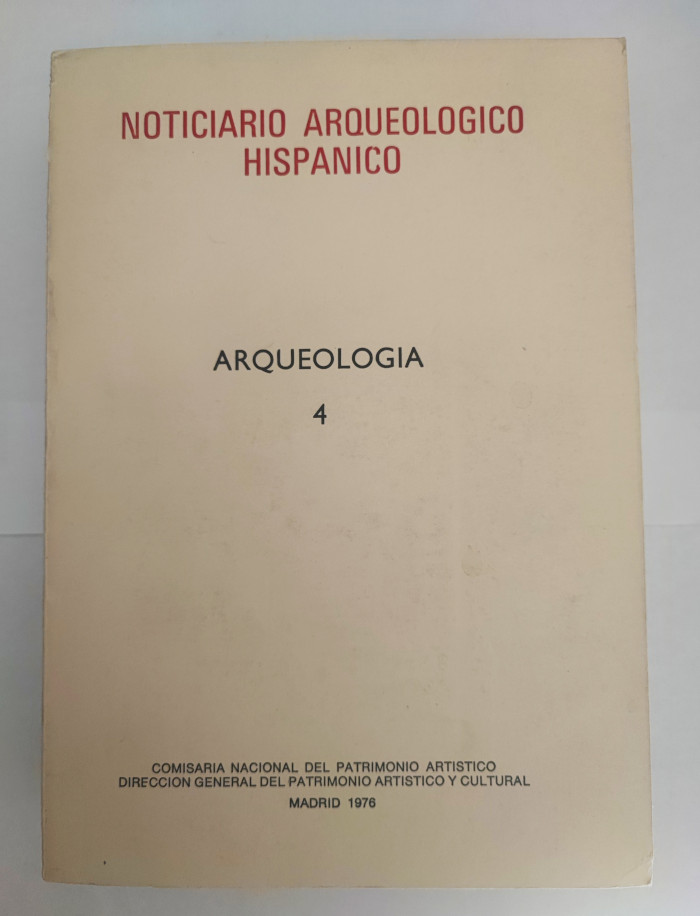 NOTICIARIO ARQUEOLOGICO
HISPANICO
ARQUEOLOGIA
4
COMISARIA NACIONAL DEL PATRIMONIO ARTISTICO
DIRECCION GENERAL DEL PATRIMONIO ARTISTICO Y CULTURAL
MADRID 1976